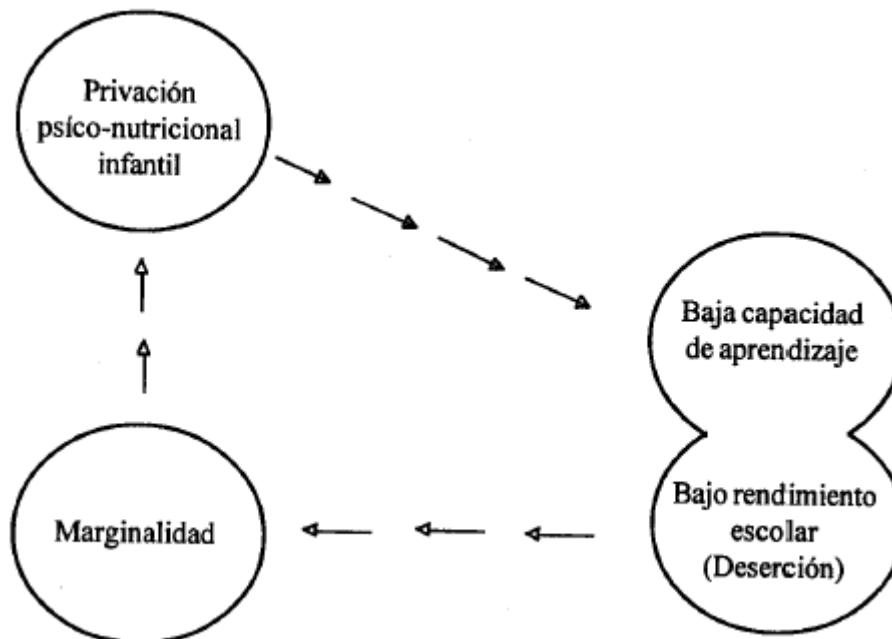 Privación
psíco-nutricional
infantil
Baja capacidad
de aprendizaje
Bajo rendimiento
escolar
(Deserción)
Marginalidad